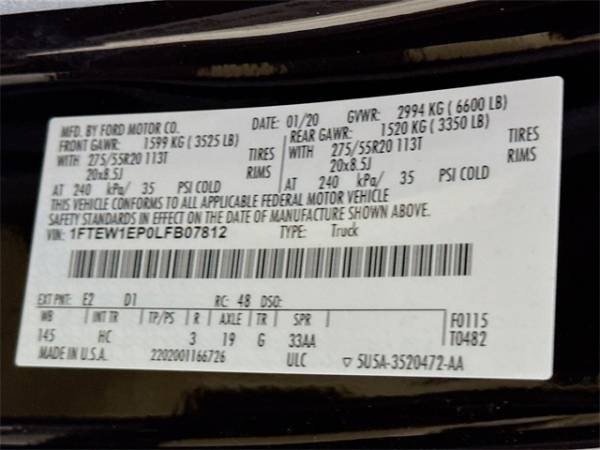 MFD. BY FORD MOTOR CO. DATE: 01/20 GVWR: 2994 KG ( 6600 LB)
FRONT GAWR: 1599 KG ( 3525 LB) REAR GAWR: 1520 KG ( 3350 LB)
WITH 275/55R20 113T TIRES WITH 275/55R20 113T TIRES
20x8.5J RIMS 20x8.5J RIMS
AT 240 kPa/ 35 PSI COLD AT 240 kPa/ 35 PSI COLD
THIS VEHICLE CONFORMS TO ALL APPLICABLE FEDERAL MOTOR VEHICLE
SAFETY STANDARDS IN EFFECT ON THE DATE OF MANUFACTURE SHOWN ABOVE.
VIN: 1FTEW1EP0LFB07812 TYPE: Truck
EXT PNT: E2 D1 RC: 48 DSO:
WB INT TR TP/PS R AXLE TR SPR F0115
145 HC 3 19 G 33AA T0482
MADE IN U.S.A. 2202001166726 ULC ▽ 5USA-3520472-AA